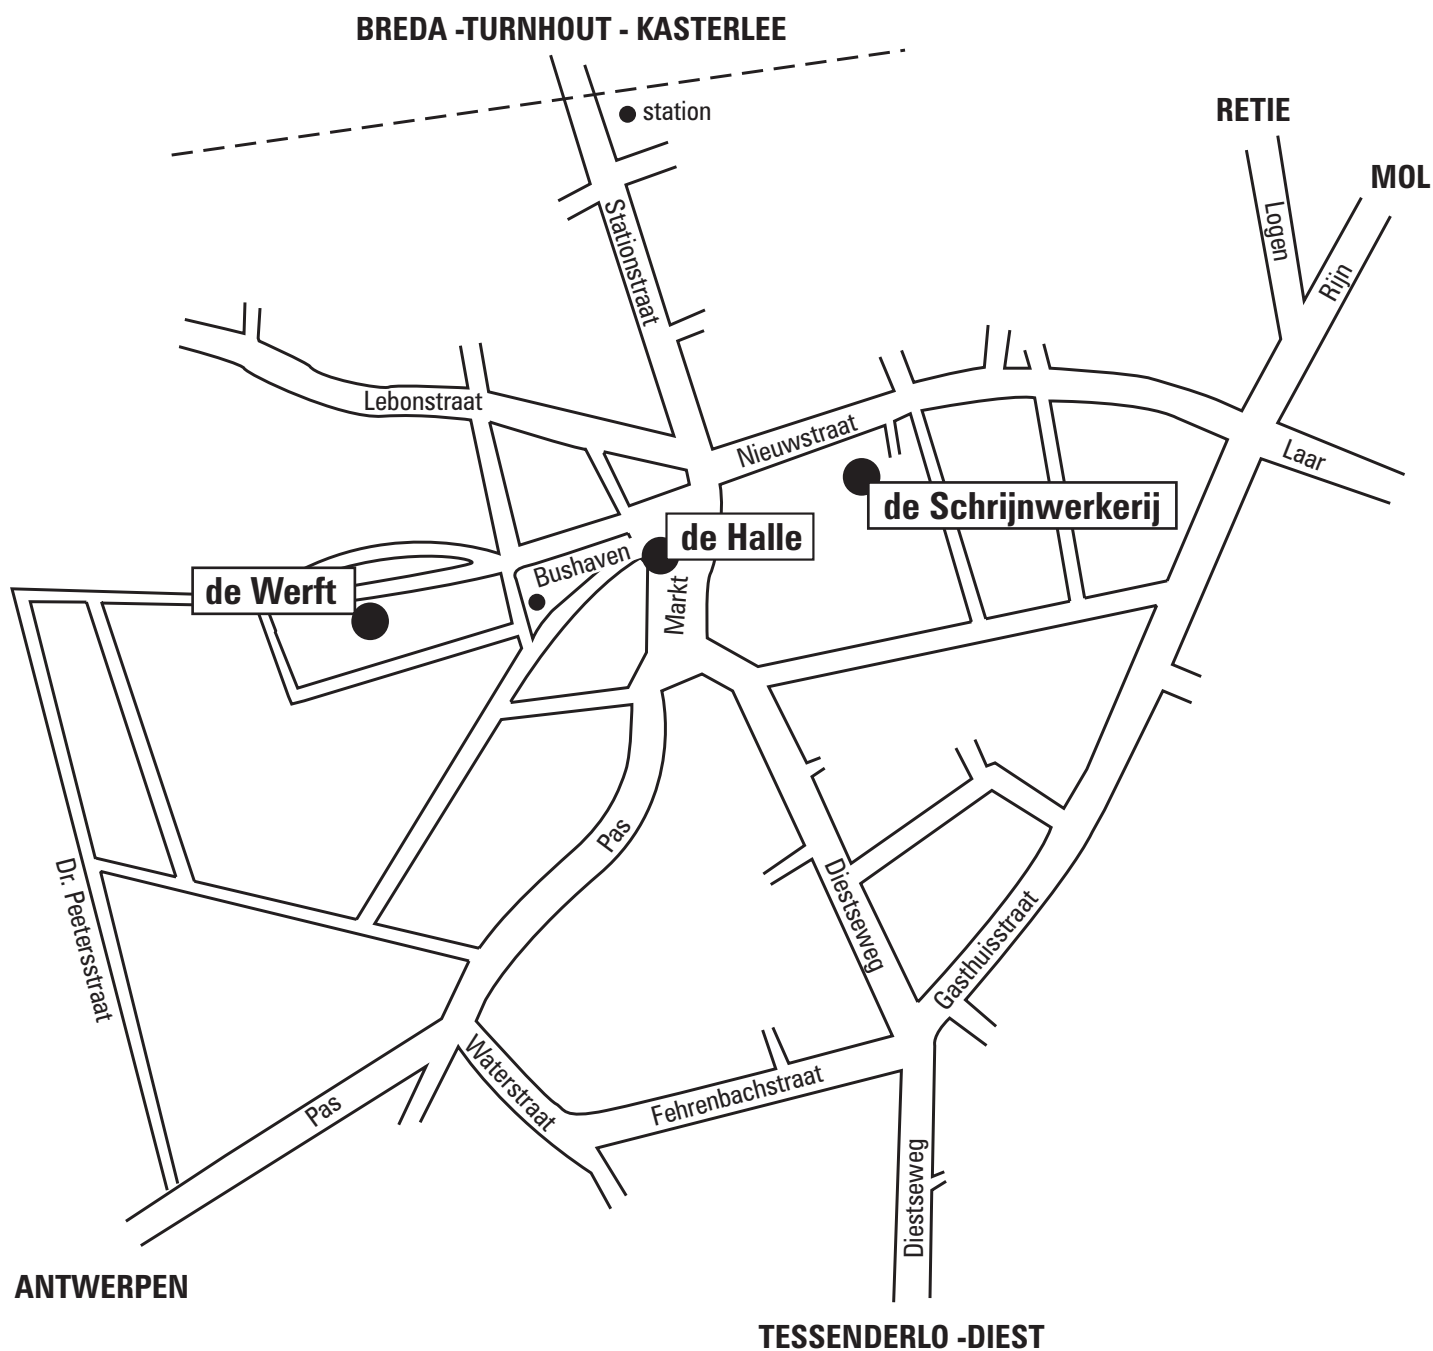 BREDA -TURNHOUT - KASTERLEE
station
RETIE
MOL
Logen
Rijn
Stationstraat
Lebonstraat
Nieuwstraat
Laar
de Schrijnwerkerij
de Halle
Bushaven
de Werft
Markt
Pas
Dr. Peetersstraat
Diestseweg
Gasthuisstraat
Waterstraat
Fehrenbachstraat
Pas
Diestseweg
ANTWERPEN
TESSENDERLO -DIEST